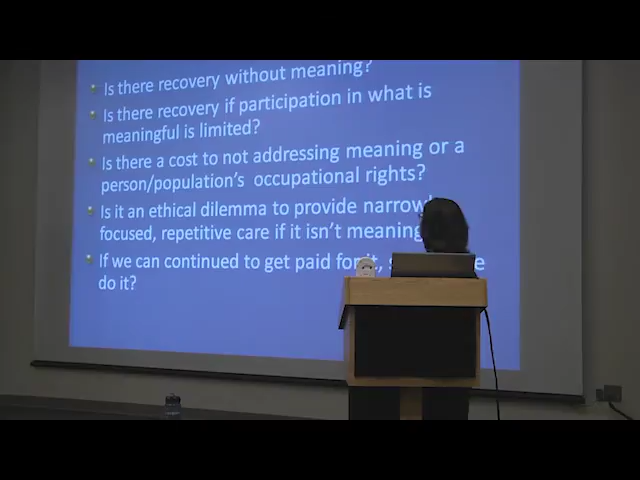 Is there recovery without meaning?
Is there recovery if participation in what is
meaningful is limited?
Is there a cost to not addressing meaning or a
person/population's occupational rights?
Is it an ethical dilemma to provide
focused, repetitive care if it isn't
If we can continued to get paid for it,
do it?